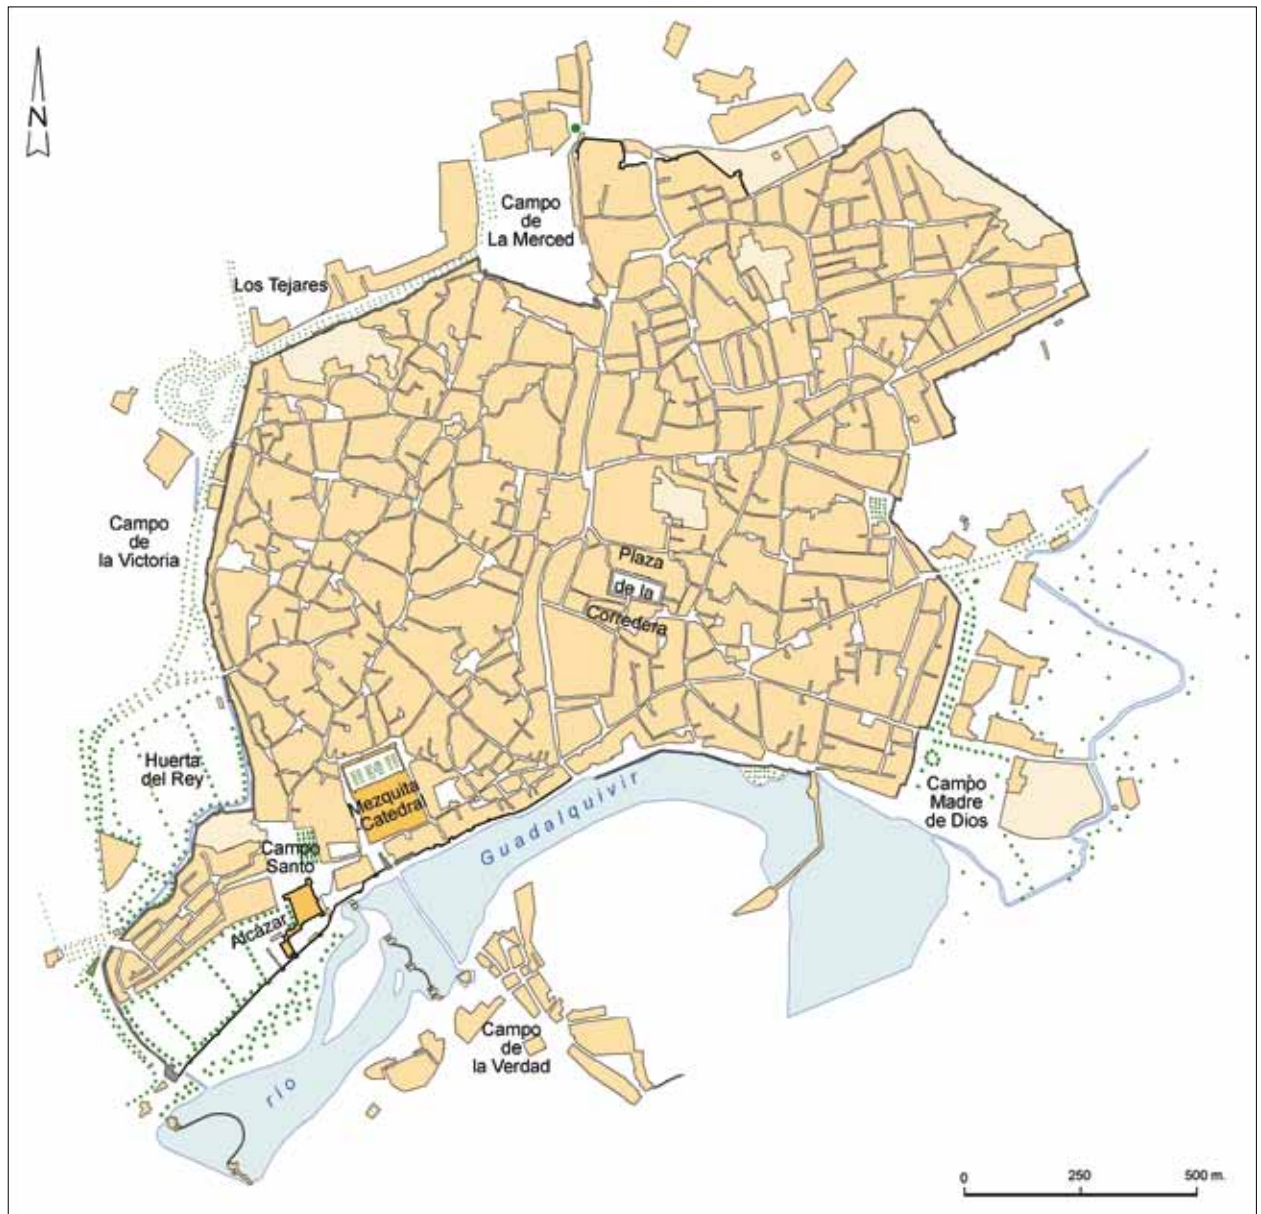 N
Campo
de
La Merced
Los Tejares
Campo
de
la Victoria
Plaza
de la
Corredera
Huerta
del Rey
Mezquita
Catedral
Campo
Madre
de Dios
Guadalquivir
Campo
Santo
Alcázar
Campo
de
la Verdad
río
0 250 500 m.